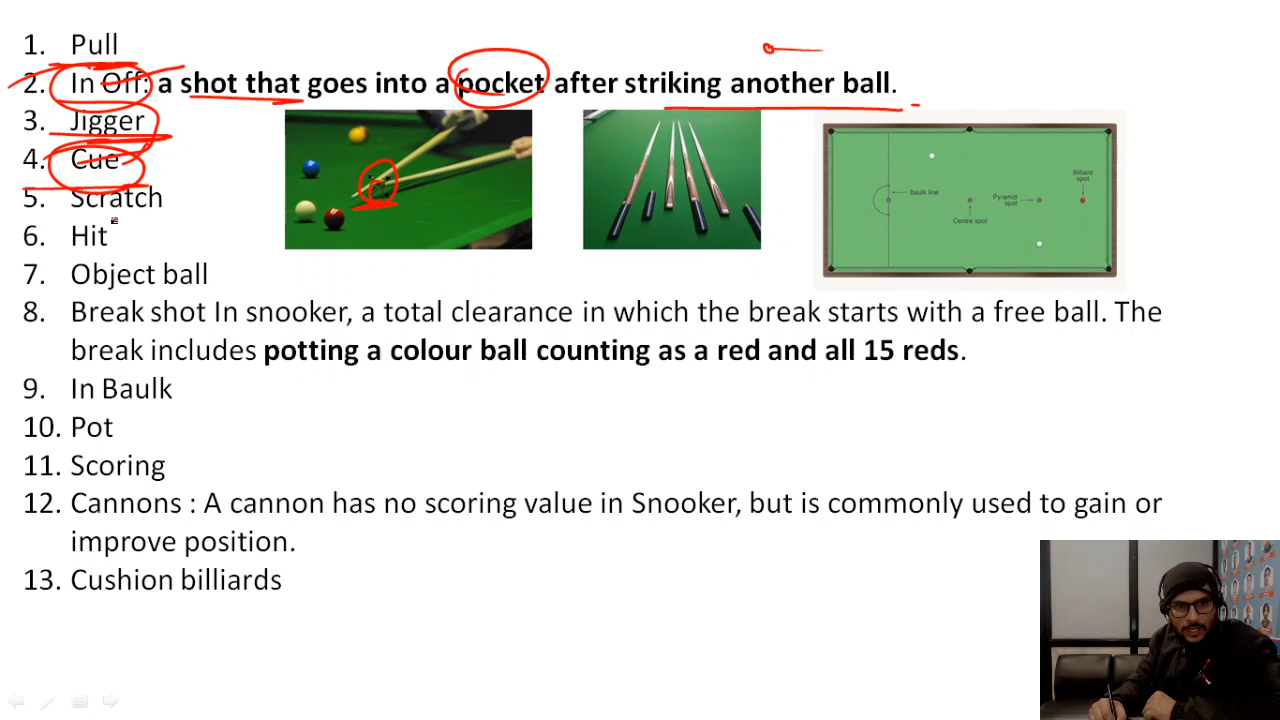 1. Pull
2. In Off: a shot that goes into a pocket after striking another ball.
3. Jigger
4. Cue
5. Scratch
6. Hit
7. Object ball
8. Break shot In snooker, a total clearance in which the break starts with a free ball. The
break includes potting a colour ball counting as a red and all 15 reds.
9. In Baulk
10. Pot
11. Scoring
12. Cannons : A cannon has no scoring value in Snooker, but is commonly used to gain or
improve position.
13. Cushion billiards
Baulk line
Centre spot
Pyramid
spot
Billiard
spot